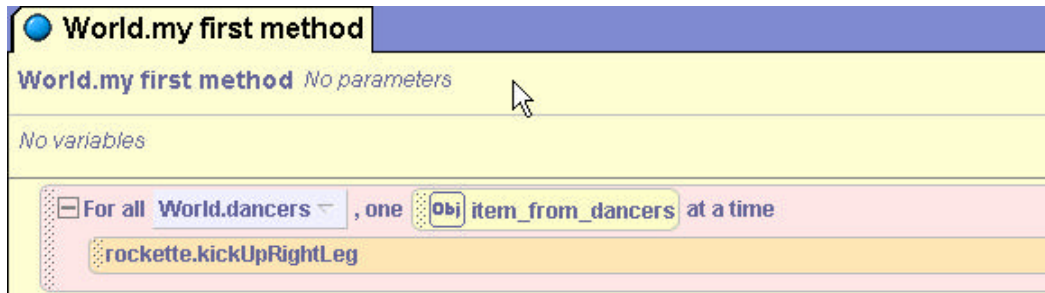 World.my first method
World.my first method No parameters
No variables
For all World.dancers , one Obj item_from_dancers at a time
rockette.kickUpRightLeg